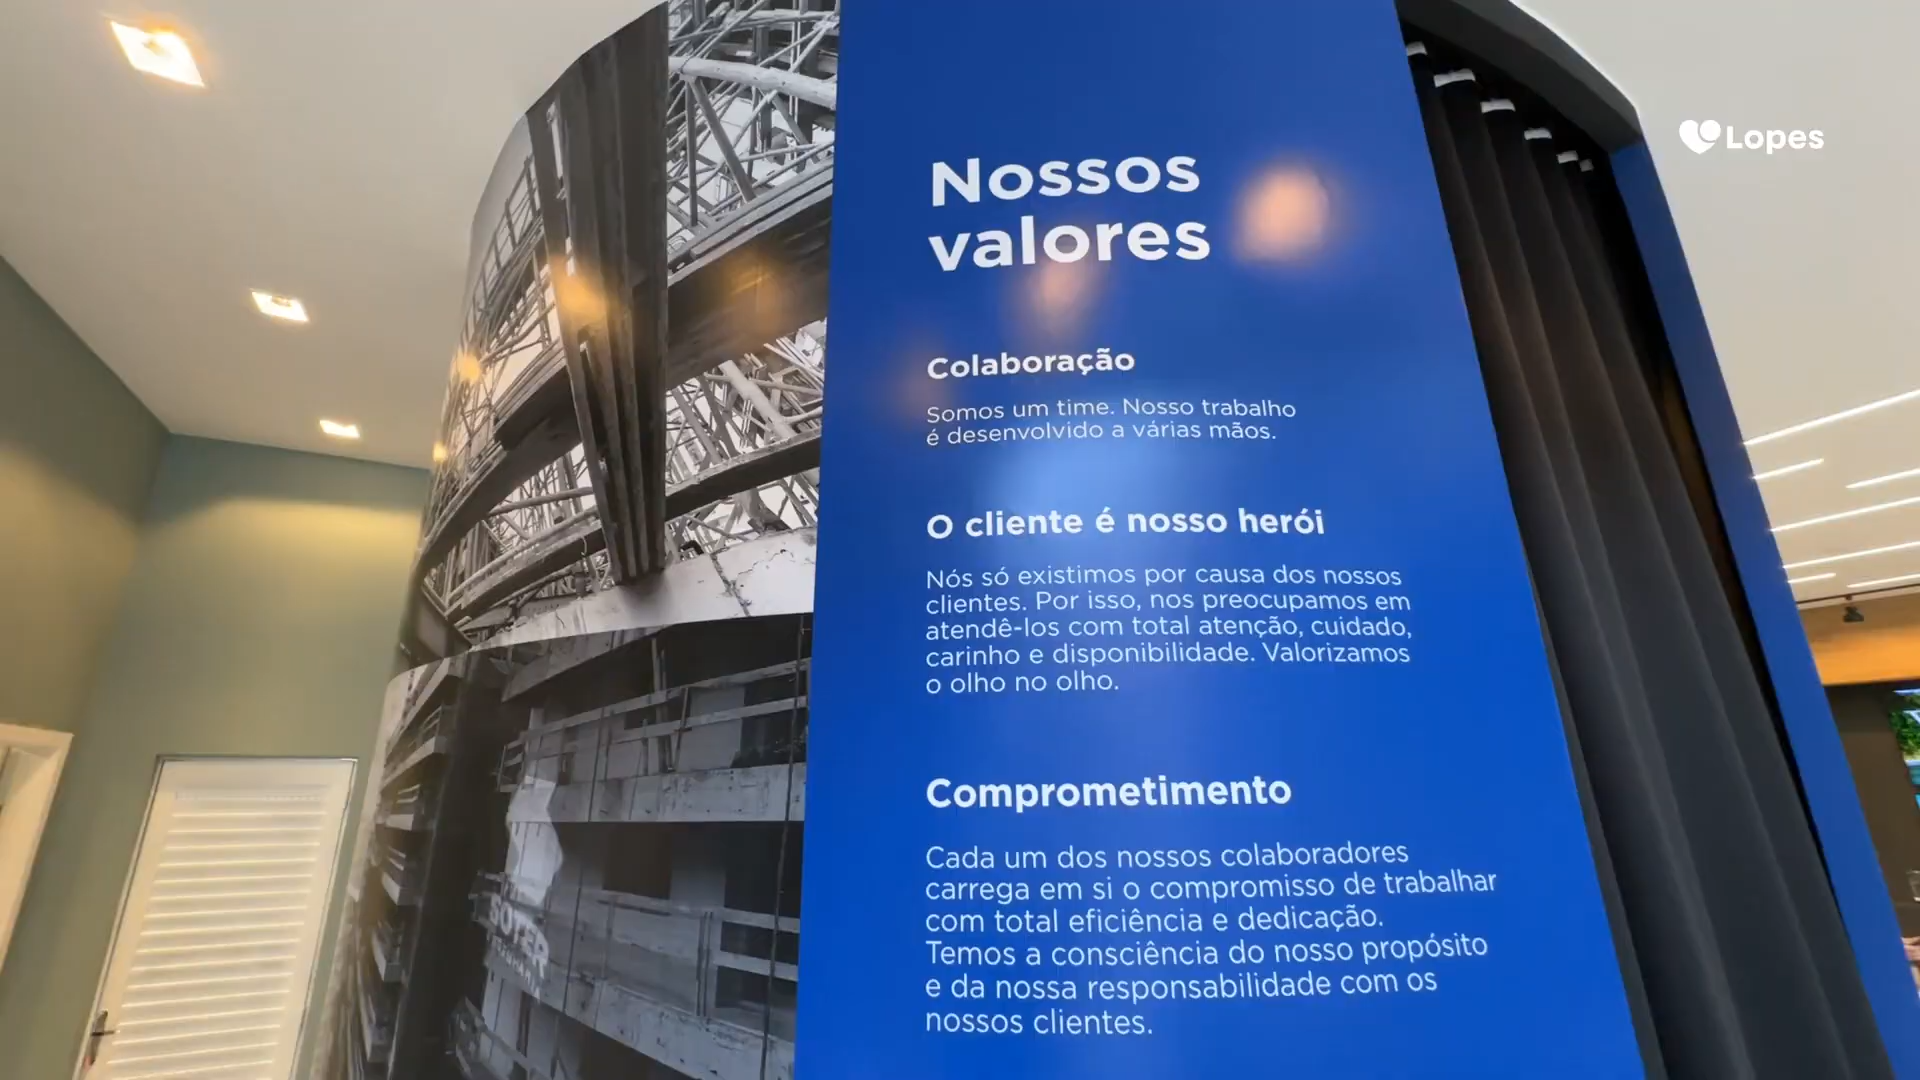 Lopes
Nossos
valores
Colaboração
Somos um time. Nosso trabalho
é desenvolvido a várias mãos.
O cliente é nosso herói
Nós só existimos por causa dos nossos
clientes. Por isso, nos preocupamos em
atendê-los com total atenção, cuidado,
carinho e disponibilidade. Valorizamos
o olho no olho.
Comprometimento
Cada um dos nossos colaboradores
carrega em si o compromisso de trabalhar
com total eficiência e dedicação.
Temos a consciência do nosso propósito
e da nossa responsabilidade com os
nossos clientes.
SOTER